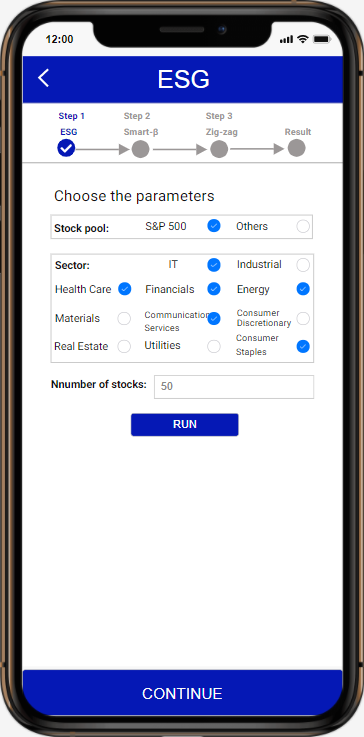 12:00
ESG
Step 1 Step 2 Step 3
ESG Smart-β Zig-zag Result
Choose the parameters
Stock pool: S&P 500 Others
Sector: IT Industrial
Health Care Financials Energy
Materials Communication Services Consumer Discretionary
Real Estate Utilities Consumer Staples
Nnumber of stocks: 50
RUN
CONTINUE